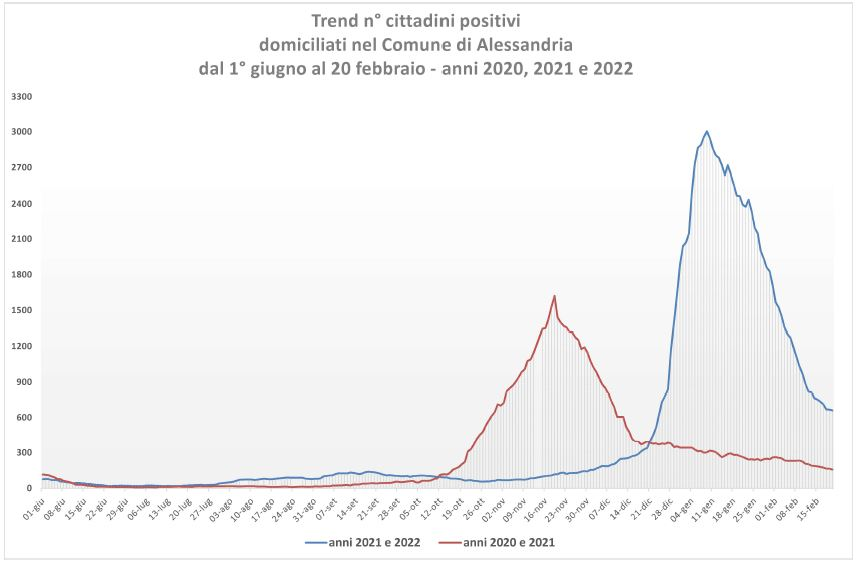 Trend n° cittadini positivi
domiciliati nel Comune di Alessandria
dal 1° giugno al 20 febbraio - anni 2020, 2021 e 2022
3300
3000
2700
2400
2100
1800
1500
1200
900
600
300
0
01-giu
08-giu
15-giu
22-giu
29-giu
06-lug
13-lug
20-lug
27-lug
03-ago
10-ago
17-ago
24-ago
31-ago
07-set
14-set
21-set
28-set
05-ott
12-ott
19-ott
26-ott
02-nov
09-nov
16-nov
23-nov
30-nov
07-dic
14-dic
21-dic
28-dic
04-gen
11-gen
18-gen
25-gen
01-feb
08-feb
15-feb
anni 2021 e 2022
anni 2020 e 2021